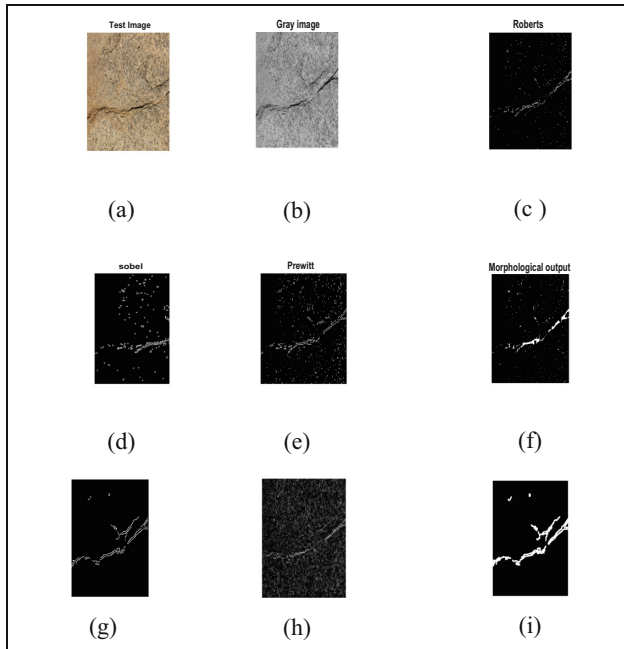 Test Image
Gray image
Roberts
(a)
(b)
(c )
sobel
Prewitt
Morphological output
(d)
(e)
(f)
(g)
(h)
(i)